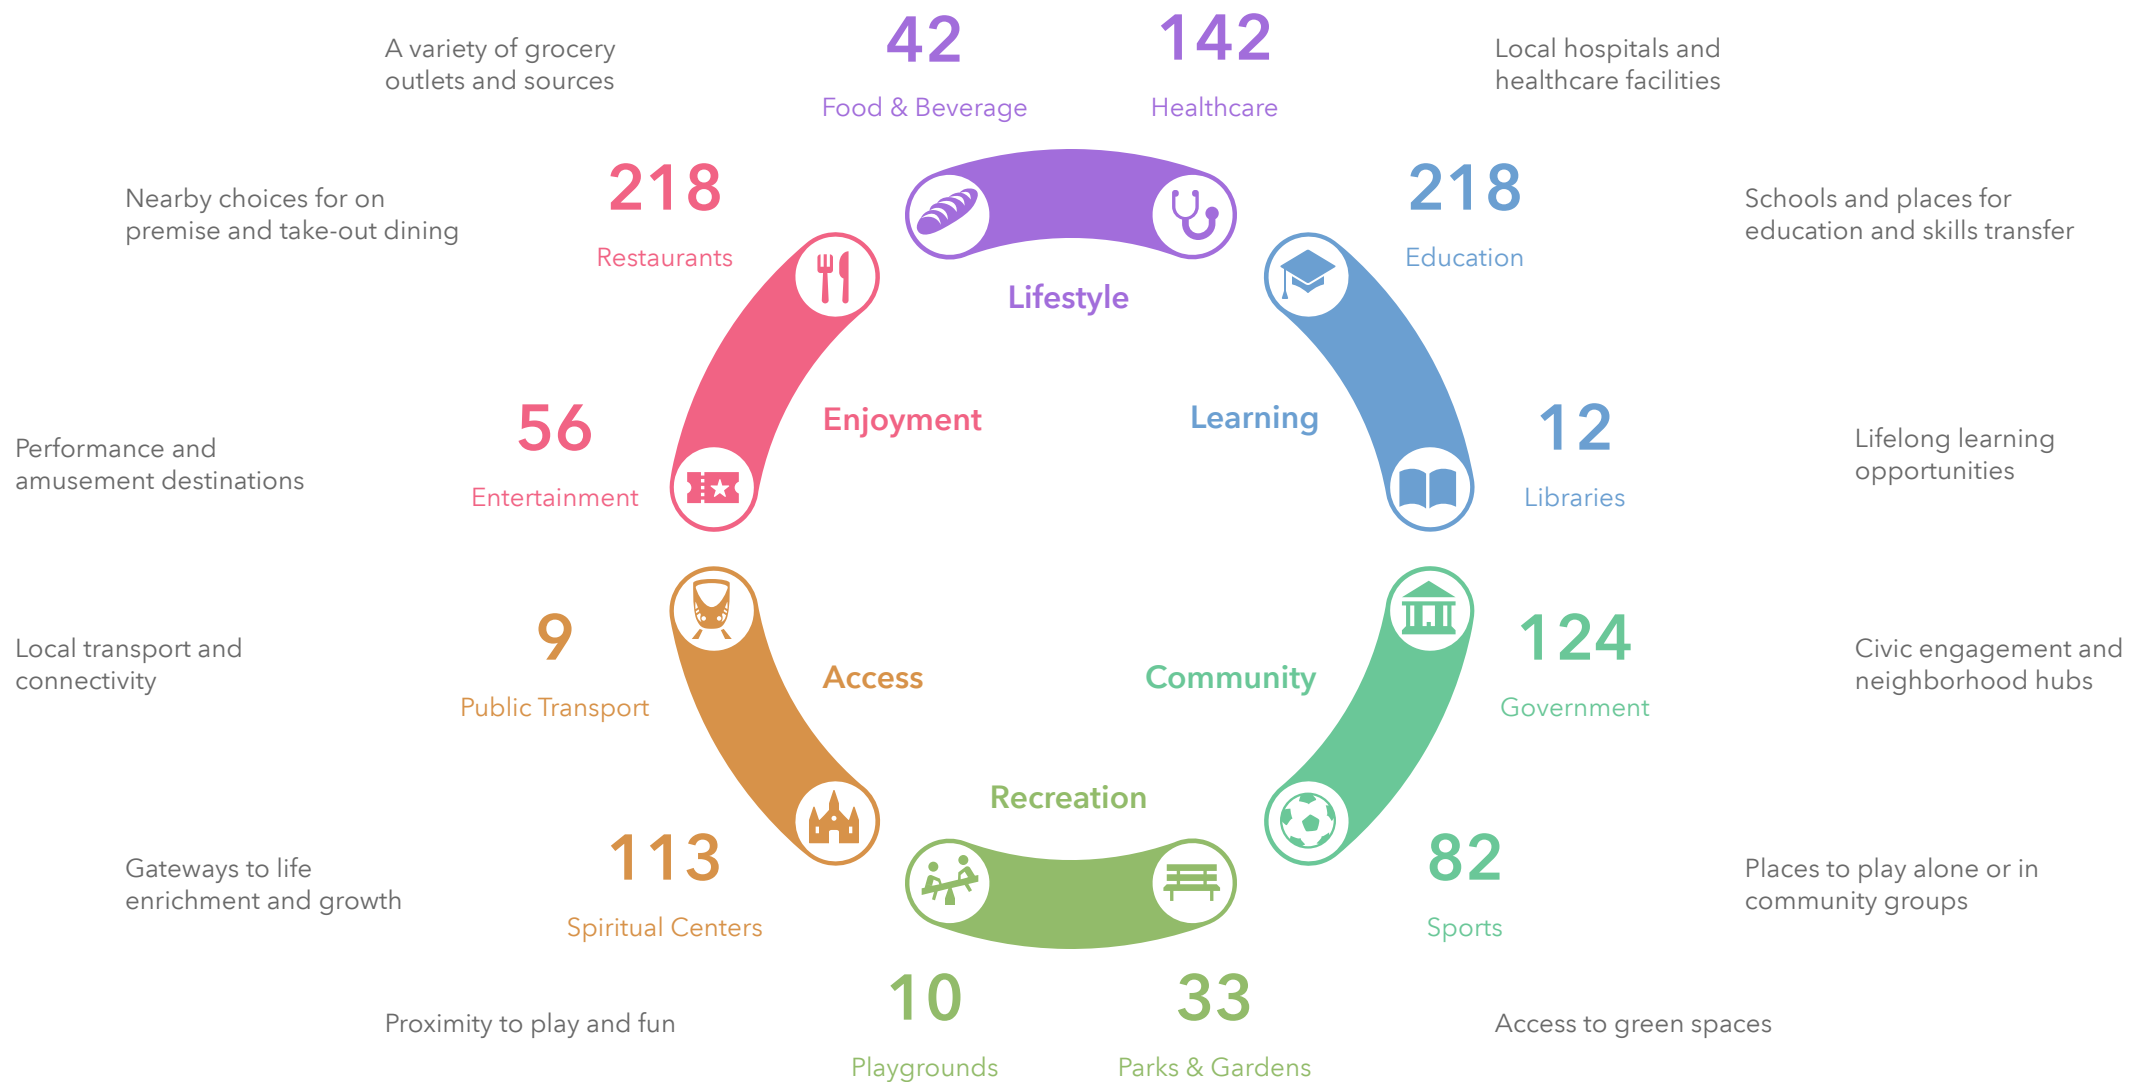 42
Food & Beverage
A variety of grocery
outlets and sources
142
Healthcare
Local hospitals and
healthcare facilities
218
Restaurants
Nearby choices for on
premise and take-out dining
218
Education
Schools and places for
education and skills transfer
Lifestyle
56
Entertainment
Performance and
amusement destinations
Enjoyment
Learning
12
Libraries
Lifelong learning
opportunities
9
Public Transport
Local transport and
connectivity
Access
Community
124
Government
Civic engagement and
neighborhood hubs
Recreation
113
Spiritual Centers
Gateways to life
enrichment and growth
82
Sports
Places to play alone or in
community groups
10
Playgrounds
Proximity to play and fun
33
Parks & Gardens
Access to green spaces